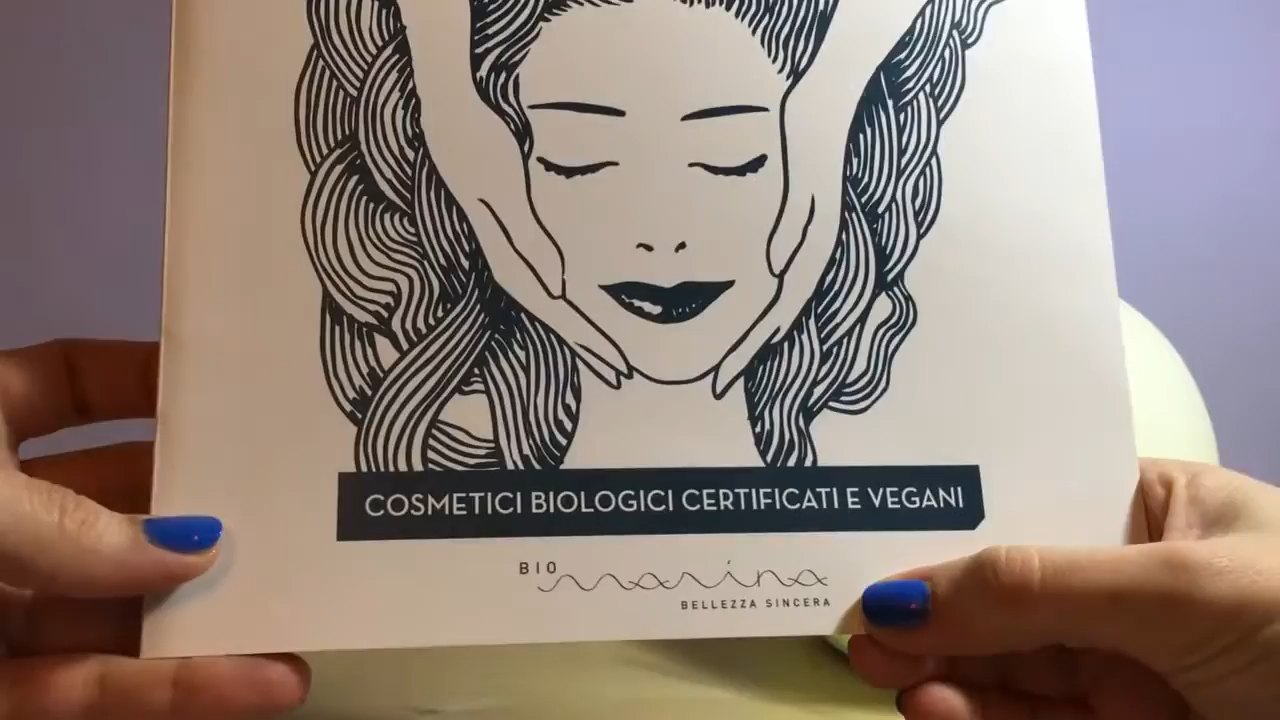 COSMETICI BIOLOGICI CERTIFICATI E VEGANI
BIO marina
BELLEZZA SINCERA